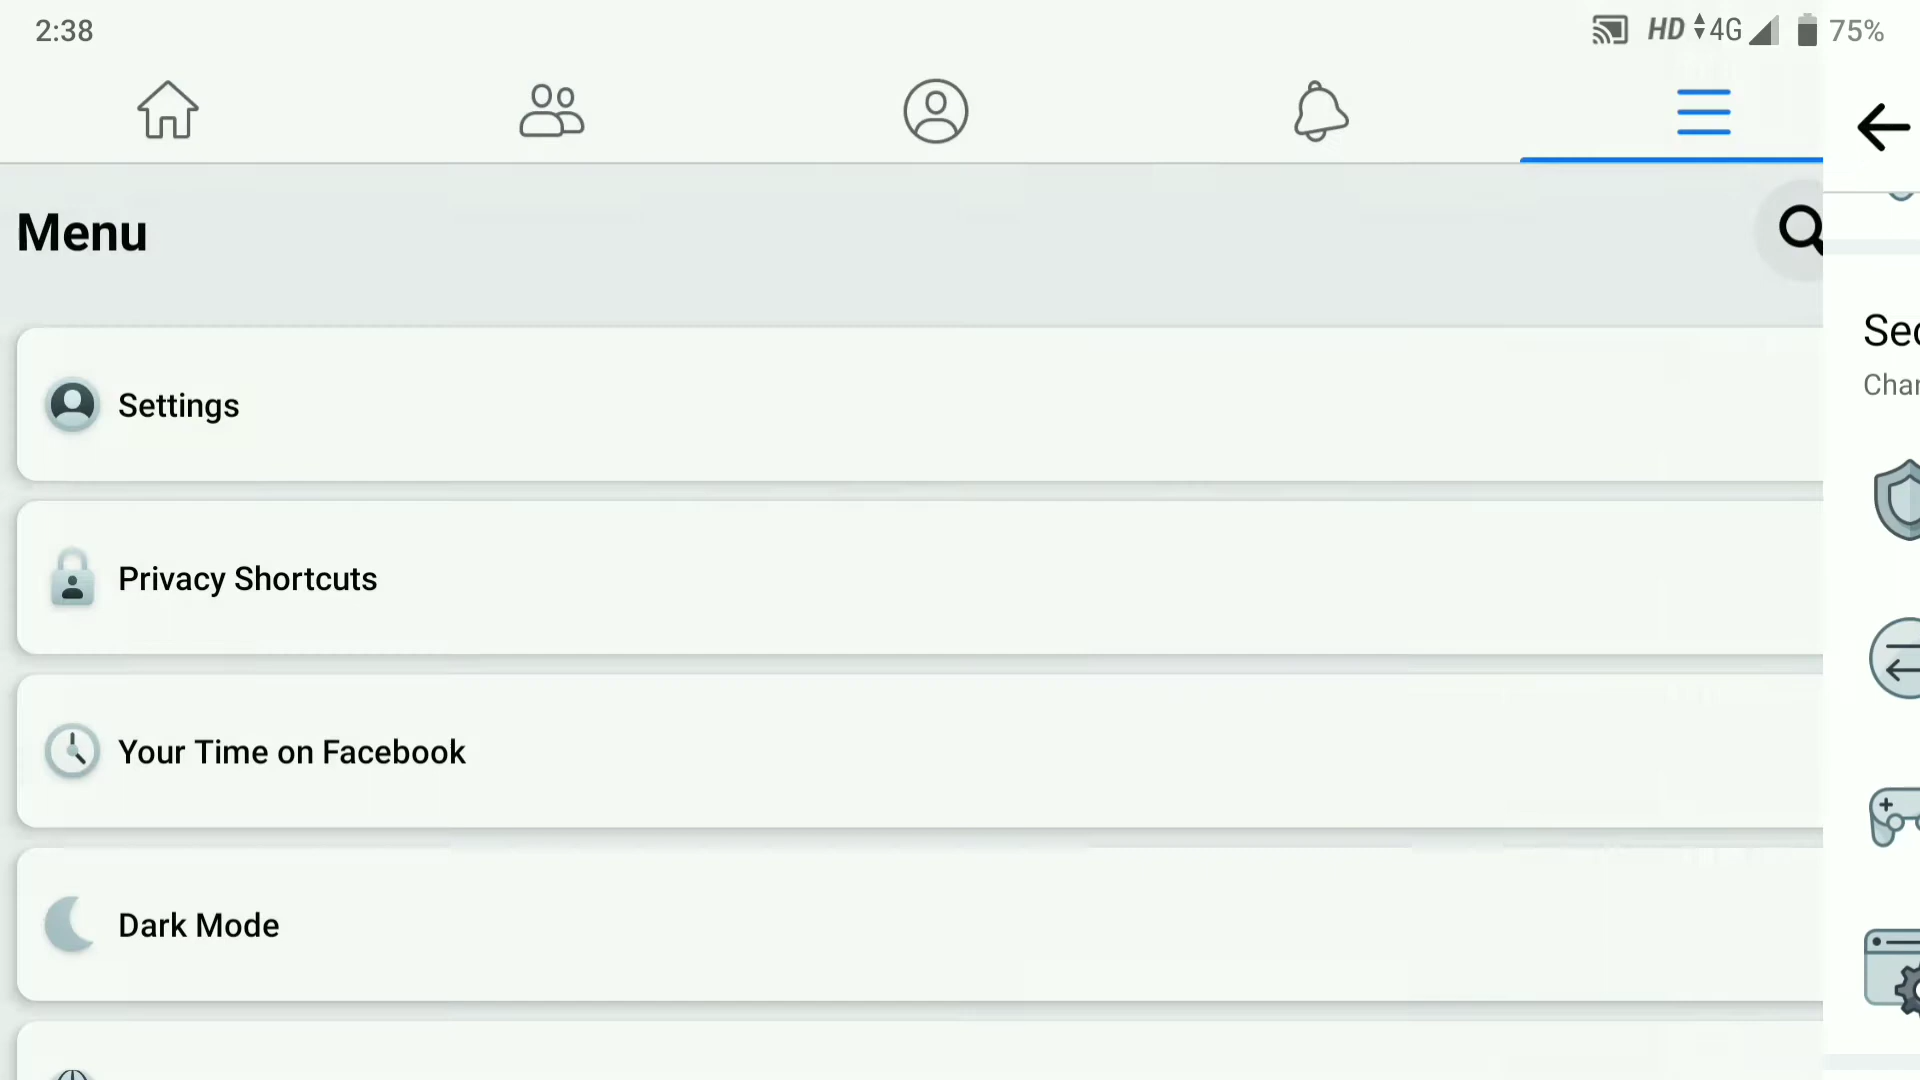 2:38
HD 4G 75%
Menu
Settings
Privacy Shortcuts
Your Time on Facebook
Dark Mode